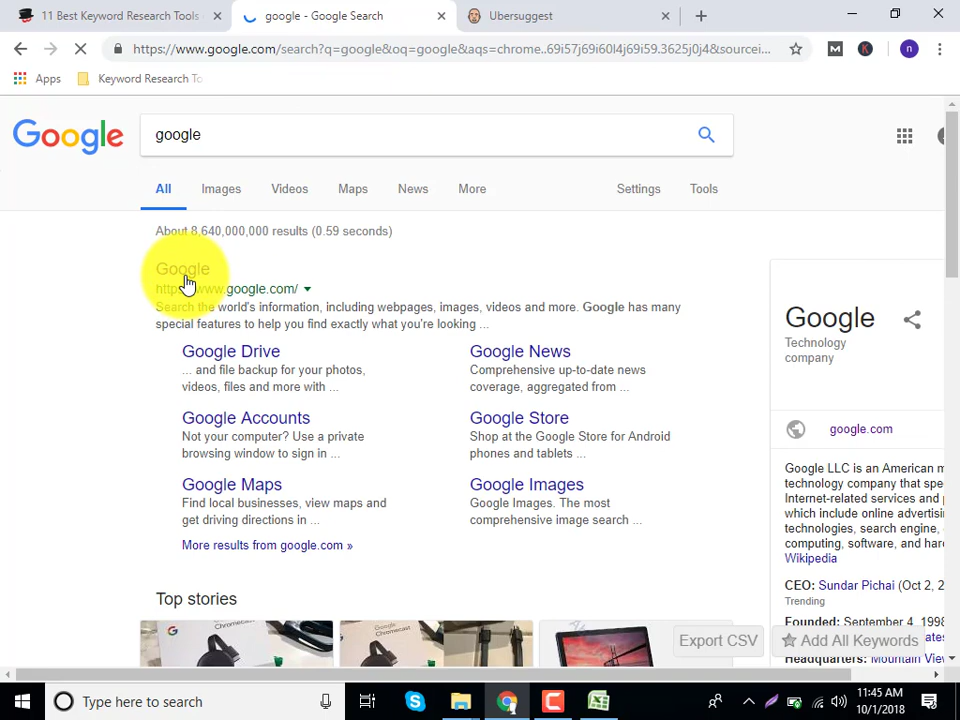 11 Best Keyword Research Tools
google - Google Search
Ubersuggest
https://www.google.com/search?q=google&oq=google&aqs=chrome..69i57j69i60l4j69i59.3625j0j4&sourcei...
Apps
Keyword Research To
Google
google
All
Images
Videos
Maps
News
More
Settings
Tools
About 8,640,000,000 results (0.59 seconds)
Google
https://www.google.com/
Search the world's information, including webpages, images, videos and more. Google has many
special features to help you find exactly what you're looking ...
Google Drive
... and file backup for your photos,
videos, files and more with ...
Google News
Comprehensive up-to-date news
coverage, aggregated from ...
Google Accounts
Not your computer? Use a private
browsing window to sign in ...
Google Store
Shop at the Google Store for Android
phones and tablets ...
Google Maps
Find local businesses, view maps and
get driving directions in ...
Google Images
Google Images. The most
comprehensive image search ...
More results from google.com »
Top stories
Google
Technology
company
google.com
Google LLC is an American m
technology company that spe
Internet-related services and
which include online advertisi
technologies, search engine,
computing, software, and har
Wikipedia
CEO: Sundar Pichai (Oct 2, 2
Trending
Founded: September 4, 1998
Headquarters: Mountain View
Export CSV
Add All Keywords
Type here to search
11:45 AM
10/1/2018